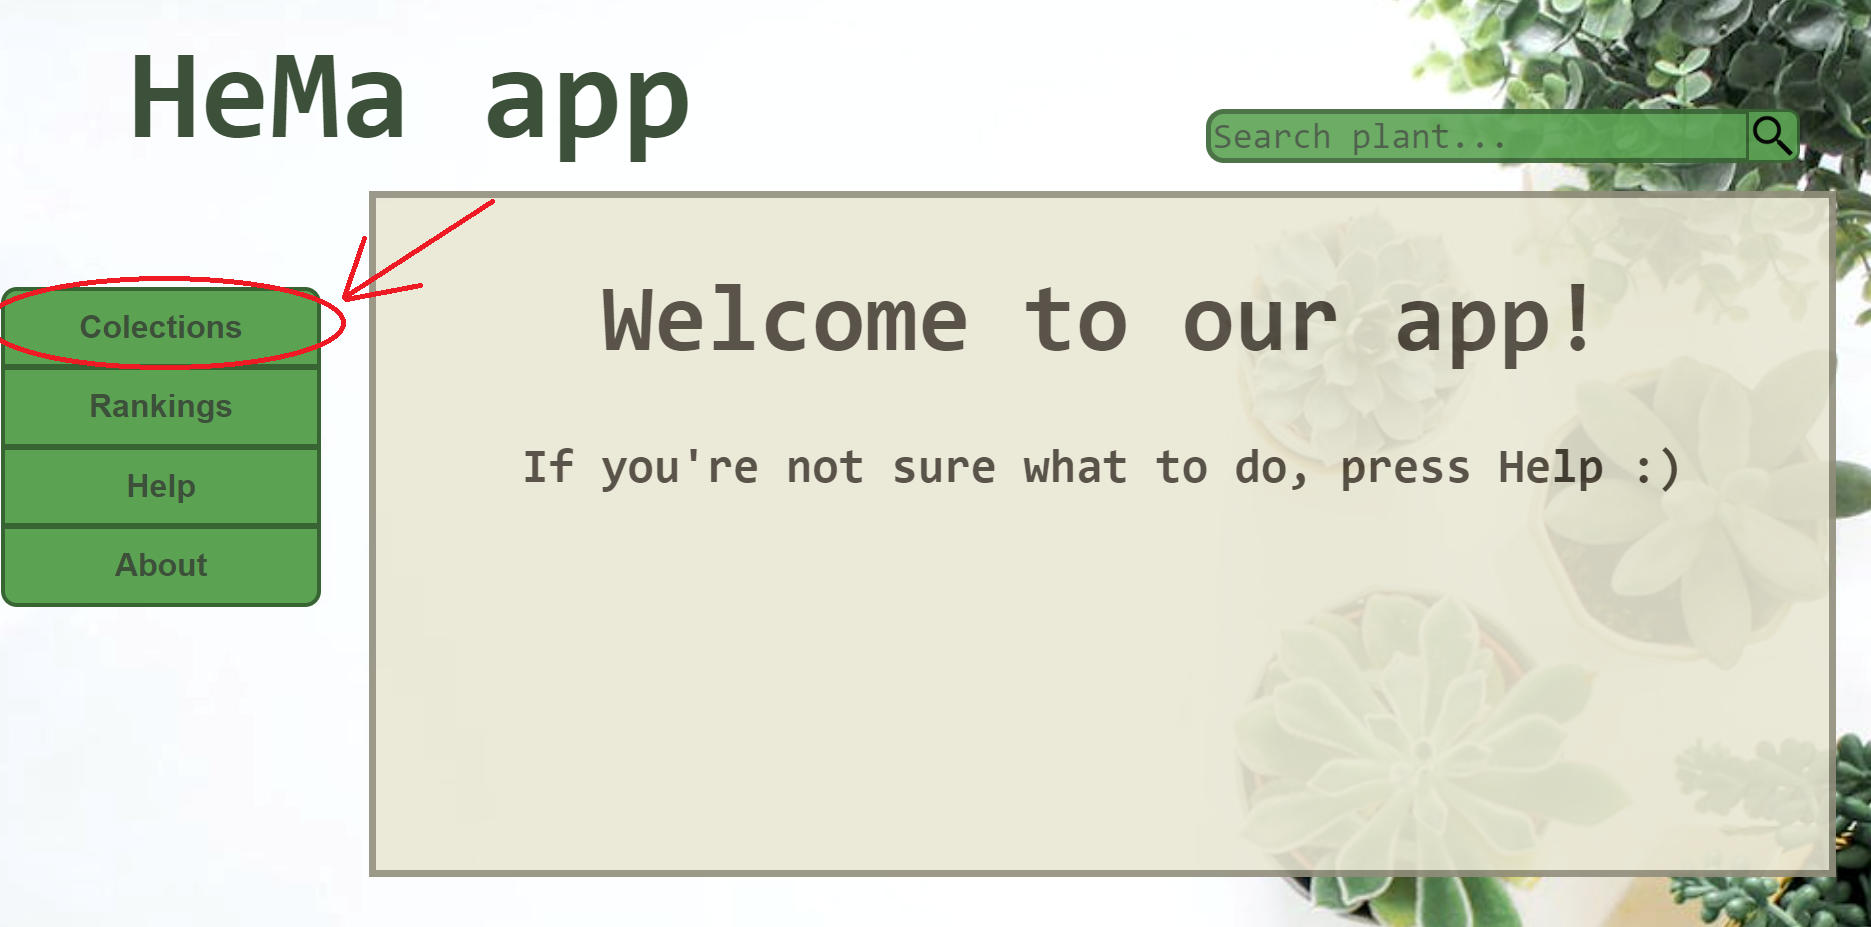 HeMa app
Search plant...
Colections
Rankings
Help
About
Welcome to our app!
If you're not sure what to do, press Help :)